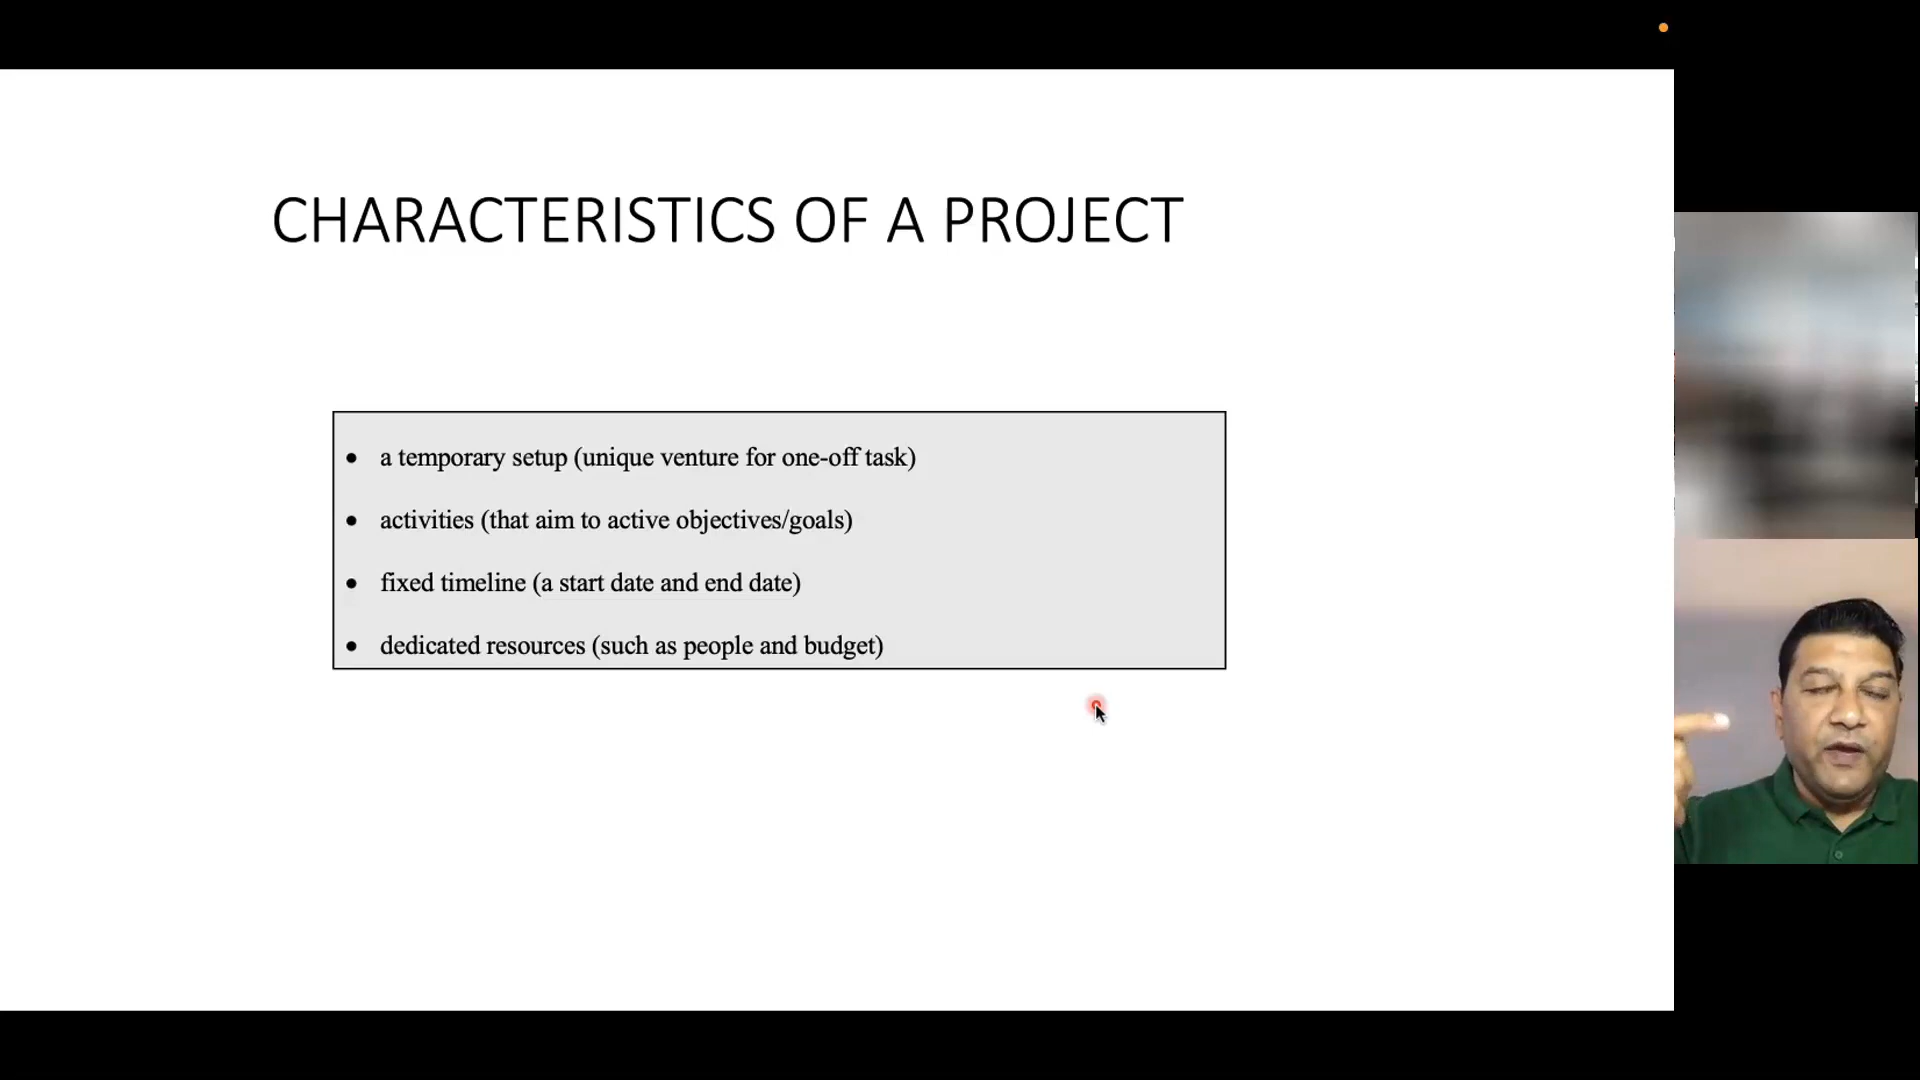 CHARACTERISTICS OF A PROJECT
• a temporary setup (unique venture for one-off task)
• activities (that aim to active objectives/goals)
• fixed timeline (a start date and end date)
• dedicated resources (such as people and budget)